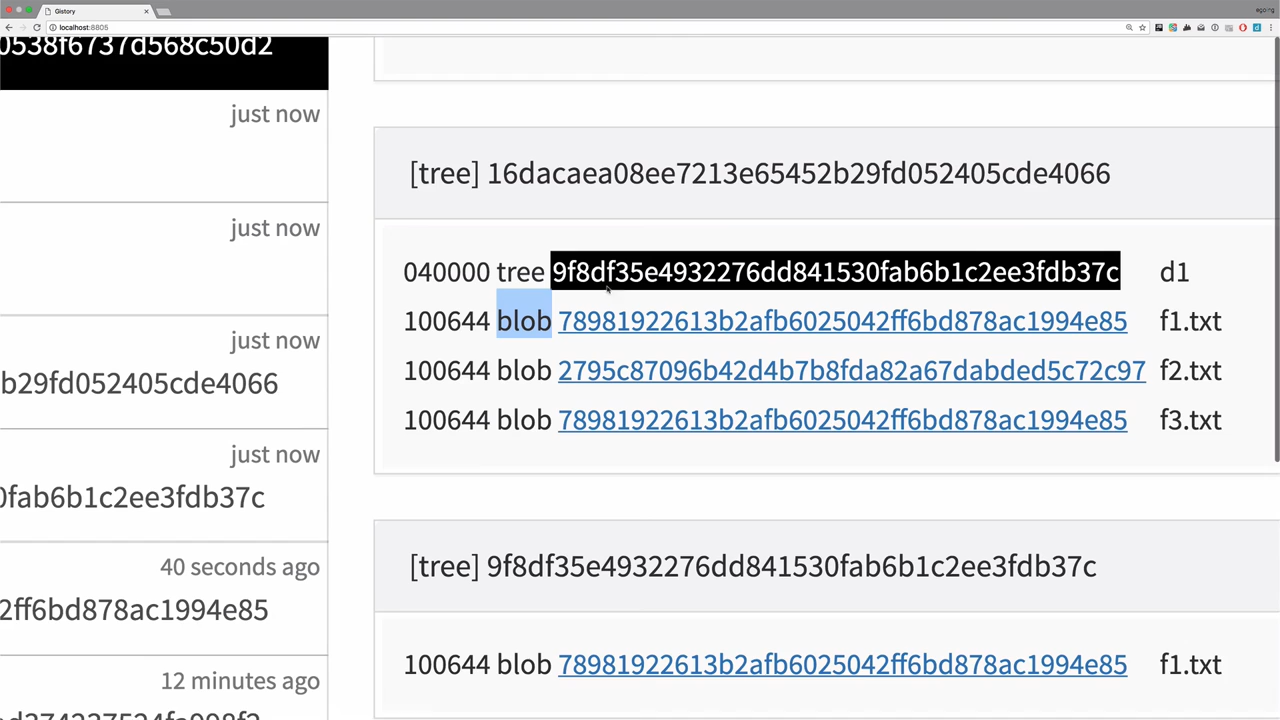 Gistory
egoing
localhost:8805
0538f6737d568c50d2
just now
just now
just now
b29fd052405cde4066
just now
0fab6b1c2ee3fdb37c
40 seconds ago
2ff6bd878ac1994e85
12 minutes ago
[tree] 16dacaea08ee7213e65452b29fd052405cde4066
040000 tree 9f8df35e4932276dd841530fab6b1c2ee3fdb37c d1
100644 blob 78981922613b2afb6025042ff6bd878ac1994e85 f1.txt
100644 blob 2795c87096b42d4b7b8fda82a67dabded5c72c97 f2.txt
100644 blob 78981922613b2afb6025042ff6bd878ac1994e85 f3.txt
[tree] 9f8df35e4932276dd841530fab6b1c2ee3fdb37c
100644 blob 78981922613b2afb6025042ff6bd878ac1994e85 f1.txt